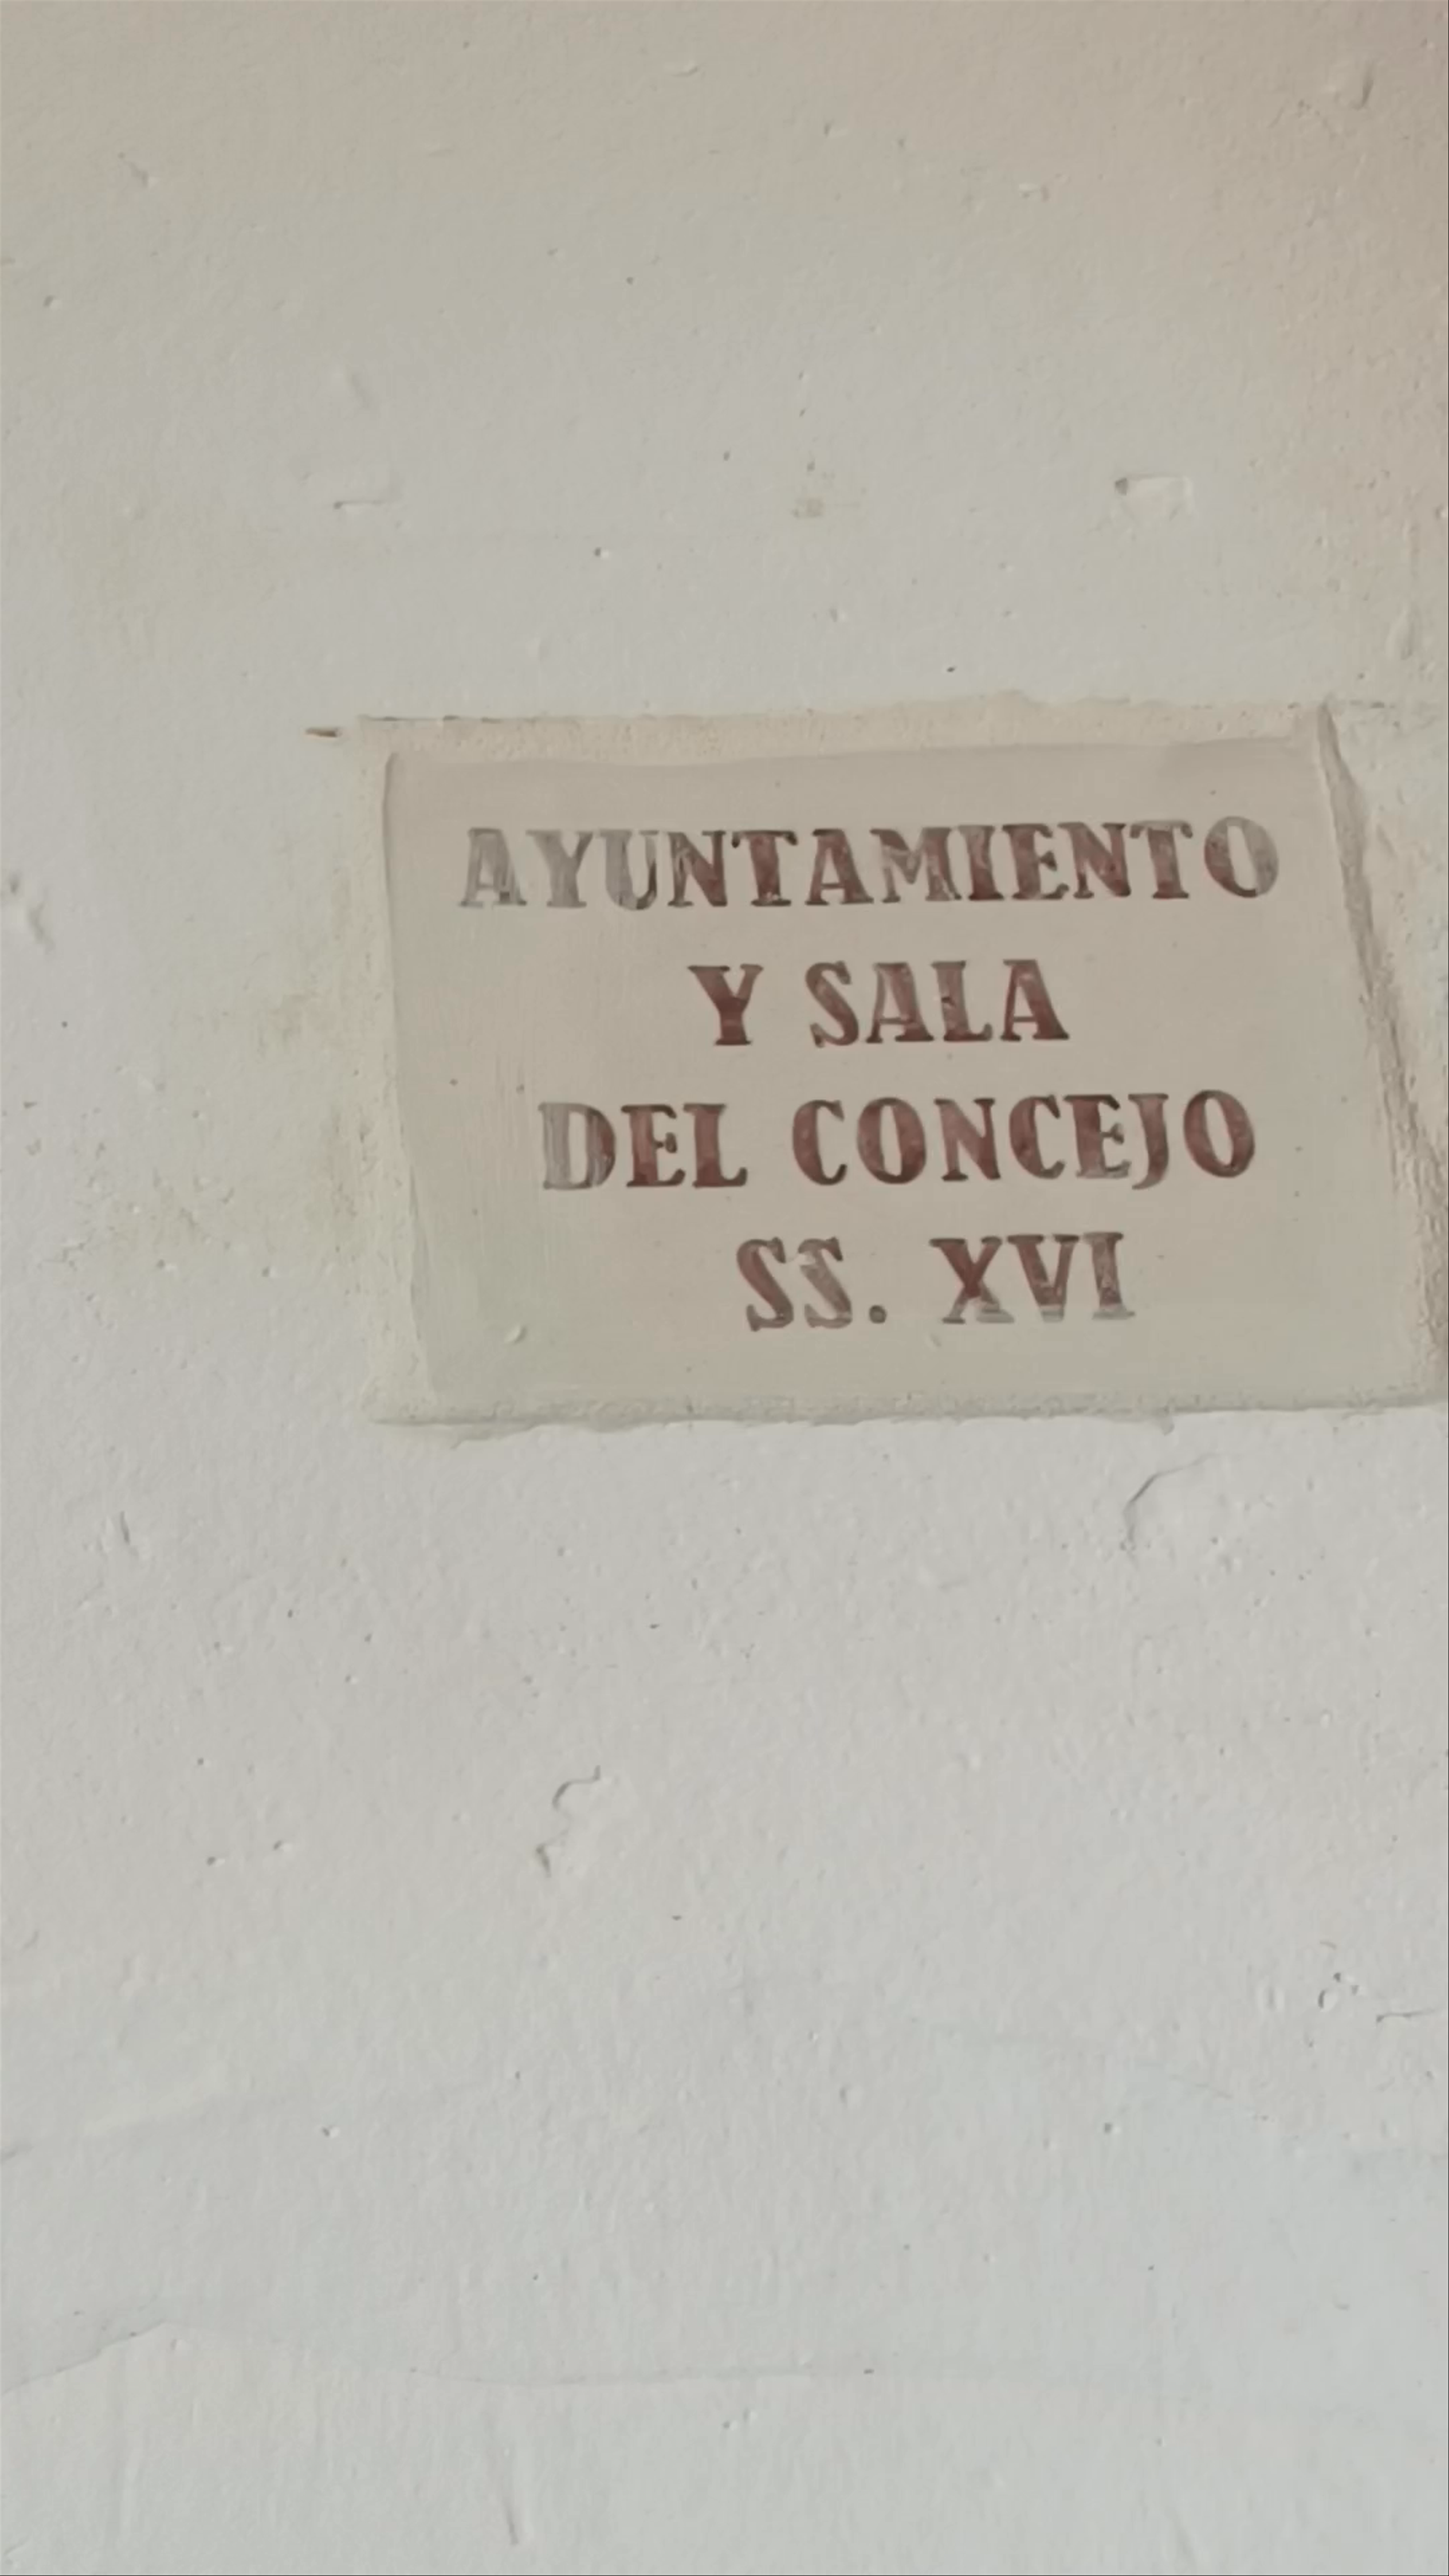 AYUNTAMIENTO
Y SALA
DEL CONCEJO
SS. XVI